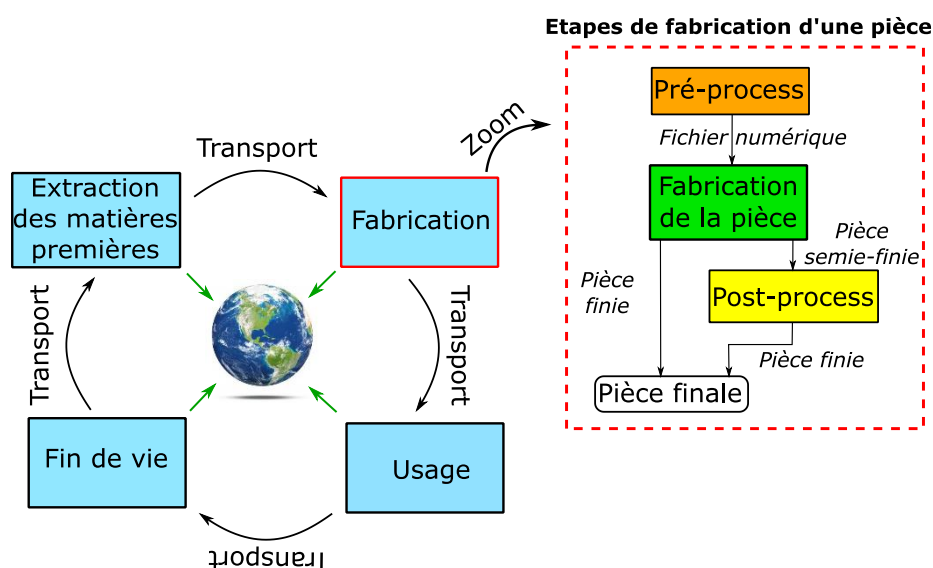 Etapes de fabrication d'une pièce
Zoom
Pré-process
Fichier numérique
Fabrication
de la pièce
Pièce
semie-finie
Pièce
finie
Post-process
Pièce finie
Pièce finale
Transport
Extraction
des matières
premières
Fabrication
Transport
Transport
Fin de vie
Usage
Transport